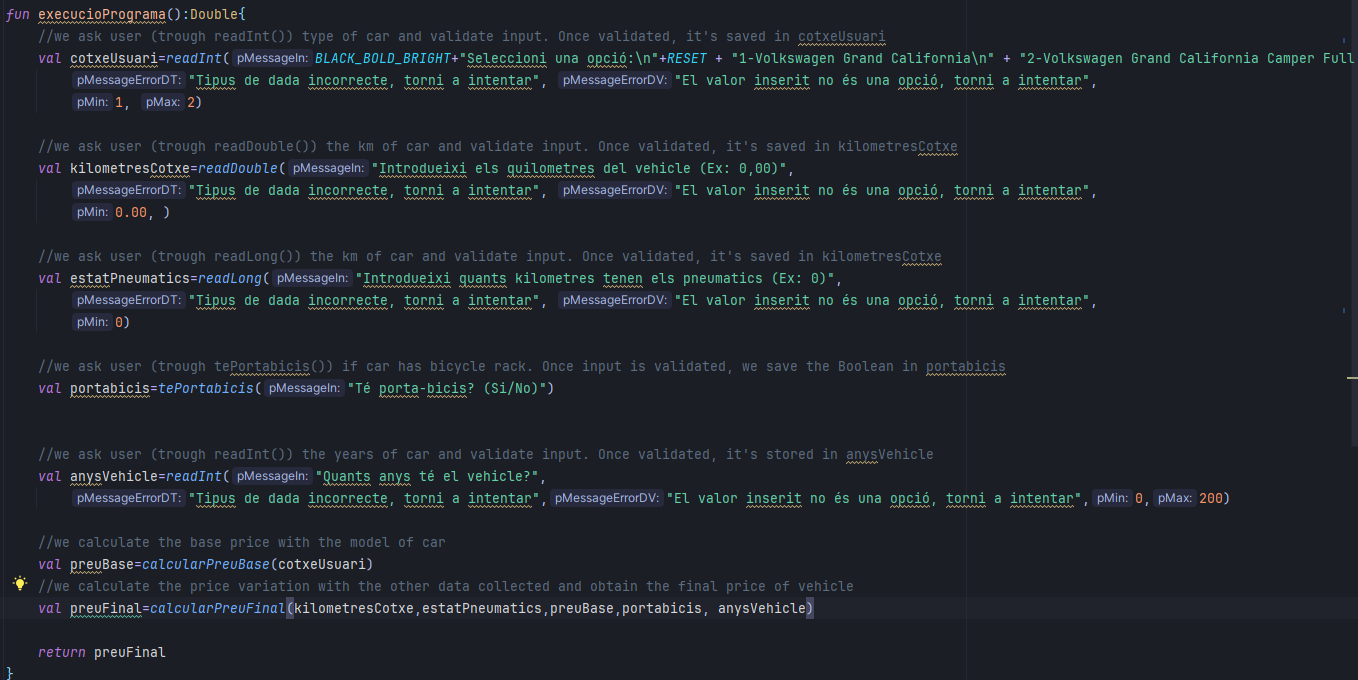 fun execucioPrograma():Double{
//we ask user (trough readInt()) type of car and validate input. Once validated, it's saved in cotxeUsuari
val cotxeUsuari=readInt( pMessageIn: BLACK_BOLD_BRIGHT+"Seleccioni una opció:\n"+RESET + "1-Volkswagen Grand California\n" + "2-Volkswagen Grand California Camper Full
pMessageErrorDT: "Tipus de dada incorrecte, torni a intentar", pMessageErrorDV: "El valor inserit no és una opció, torni a intentar",
pMin: 1, pMax: 2)
//we ask user (trough readDouble()) the km of car and validate input. Once validated, it's saved in kilometresCotxe
val kilometresCotxe=readDouble( pMessageIn: "Introdueixi els quilometres del vehicle (Ex: 0,00)",
pMessageErrorDT: "Tipus de dada incorrecte, torni a intentar", pMessageErrorDV: "El valor inserit no és una opció, torni a intentar",
pMin: 0.00, )
//we ask user (trough readLong()) the km of car and validate input. Once validated, it's saved in kilometresCotxe
val estatPneumatics=readLong( pMessageIn: "Introdueixi quants kilometres tenen els pneumatics (Ex: 0)",
pMessageErrorDT: "Tipus de dada incorrecte, torni a intentar", pMessageErrorDV: "El valor inserit no és una opció, torni a intentar",
pMin: 0)
//we ask user (trough tePortabicis()) if car has bicycle rack. Once input is validated, we save the Boolean in portabicis
val portabicis=tePortabicis( pMessageIn: "Té porta-bicis? (Si/No)")
//we ask user (trough readInt()) the years of car and validate input. Once validated, it's stored in anysVehicle
val anysVehicle=readInt( pMessageIn: "Quants anys té el vehicle?",
pMessageErrorDT: "Tipus de dada incorrecte, torni a intentar", pMessageErrorDV: "El valor inserit no és una opció, torni a intentar", pMin: 0, pMax: 200)
//we calculate the base price with the model of car
val preuBase=calcularPreuBase(cotxeUsuari)
//we calculate the price variation with the other data collected and obtain the final price of vehicle
val preuFinal=calcularPreuFinal(kilometresCotxe,estatPneumatics,preuBase,portabicis, anysVehicle)
return preuFinal
}